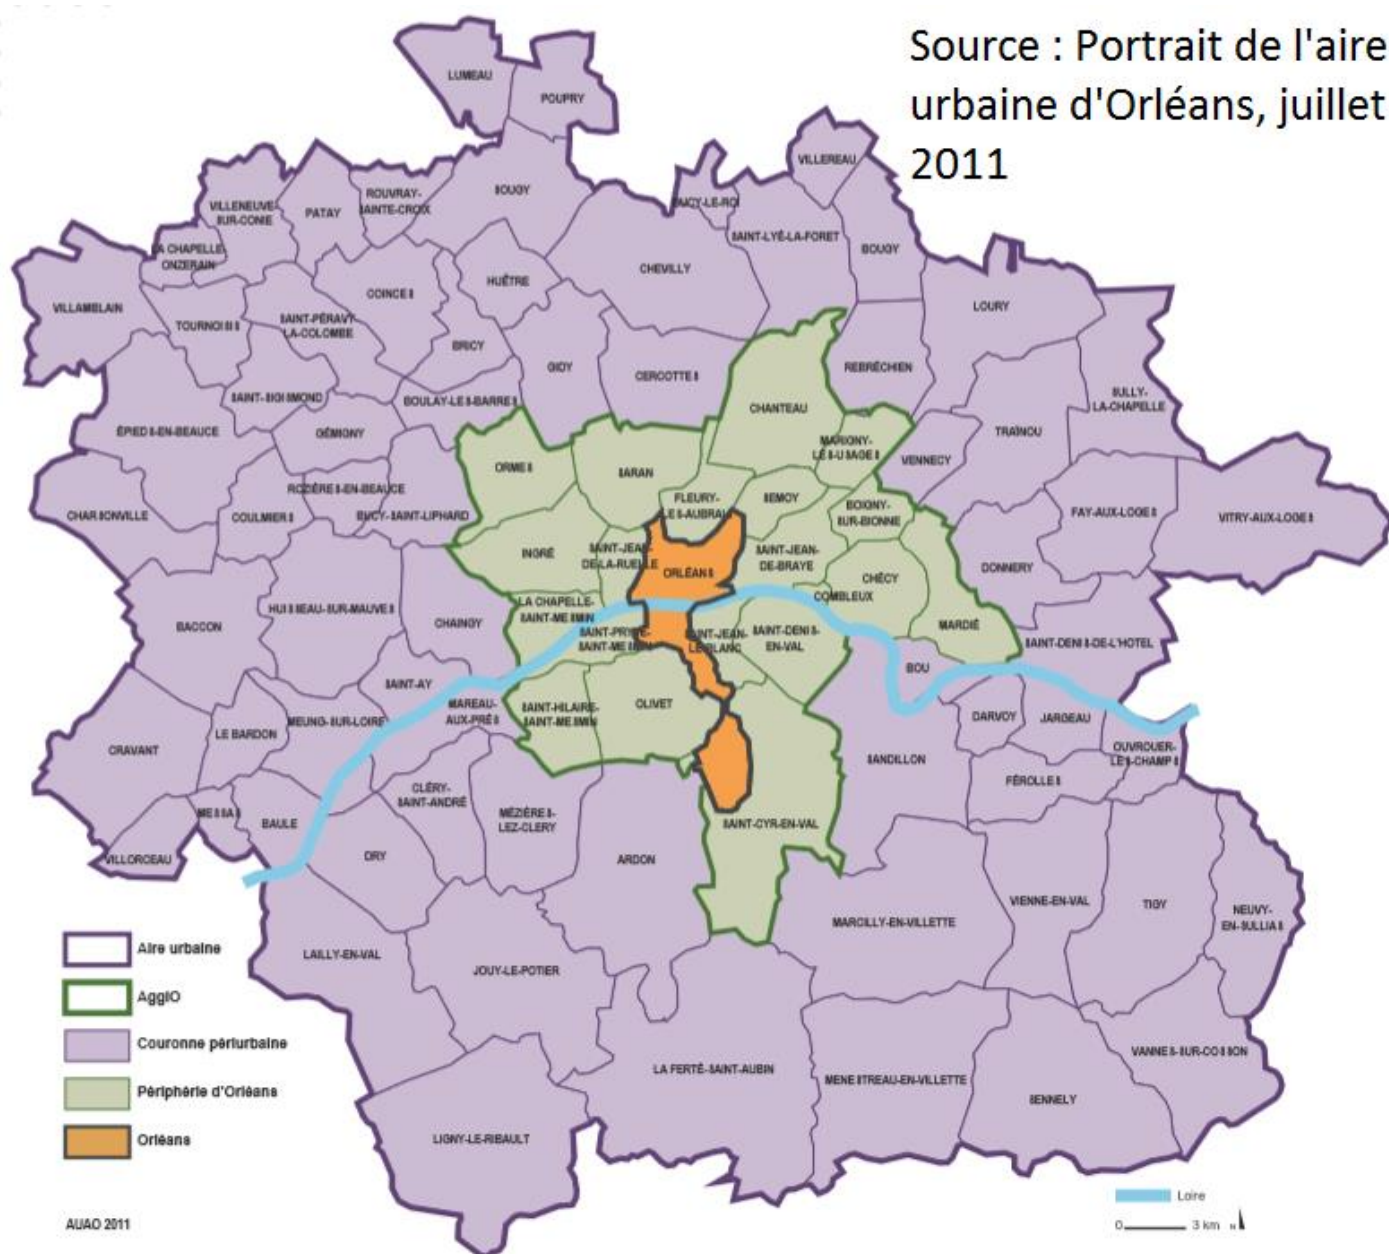 Source : Portrait de l'aire
urbaine d'Orléans, juillet
2011
LUMEAU
POUPRY
VILLEREAU
ROUVRAY-
SAINTE-CROIX
SOUGY
VILLENEUVE-
SUR-CONIE
PATAY
BUCY-LE-ROI
SAINT-LYÉ-LA-FORET
BOUGY
LA CHAPELLE
ONZERAIN
CHEVILLY
HUÊTRE
COINCES
VILLAMBLAIN
LOURY
TOURNOISIS
SAINT-PÉRAVY
LA-COLOMBE
BRICY
GIDY
CERCOTTES
REBRÉCHIEN
SAINT-SIGISMOND
BOULAY-LES-BARRES
CHANTEAU
SULLY-
LA-CHAPELLE
ÉPIEDS-EN-BEAUCE
GÉMIGNY
TRAÎNOU
MARIGNY-
LES-USAGES
VENNECY
ORMES
SARAN
ROZIÈRES-EN-BEAUCE
FLEURY-
LES-AUBRAI
SEMOY
BOIGNY-
SUR-BIONNE
CHARSONVILLE
COULMIERS
BUCY-SAINT-LIPHARD
FAY-AUX-LOGES
VITRY-AUX-LOGES
INGRÉ
SAINT-JEAN-
DE-LA-RUELLE
SAINT-JEAN-
DE-BRAYE
ORLÉANS
CHÉCY
DONNERY
COMBLEUX
LA CHAPELLE-
SAINT-MESMIN
HUISSEAU-SUR-MAUVES
BACCON
CHAINGY
SAINT-PRYVÉ-
SAINT-MESMIN
SAINT-JEAN-
LE-BLANC
SAINT-DENIS-
EN-VAL
MARDIÉ
SAINT-DENIS-DE-L'HOTEL
BOU
SAINT-AY
MAREAU-
AUX-PRÉS
SAINT-HILAIRE-
SAINT-MESMIN
OLIVET
DARVOY
JARGEAU
MEUNG-SUR-LOIRE
LE BARDON
CRAVANT
SANDILLON
OUVROUER-
LES-CHAMPS
FÉROLLES
CLÉRY-
SAINT-ANDRÉ
MÉZIÈRES-
LEZ-CLERY
MESSAS
BAULE
SAINT-CYR-EN-VAL
VILLORCEAU
DRY
ARDON
MARCILLY-EN-VILLETTE
VIENNE-EN-VAL
TIGY
NEUVY-
EN-SULLIAS
LAILLY-EN-VAL
JOUY-LE-POTIER
LA FERTÉ-SAINT-AUBIN
MENESTREAU-EN-VILLETTE
VANNES-SUR-COSSON
SENNELY
LIGNY-LE-RIBAULT
Aire urbaine
AgglO
Couronne périurbaine
Périphérie d'Orléans
Orléans
AUAO 2011
Loire
0 3 km N